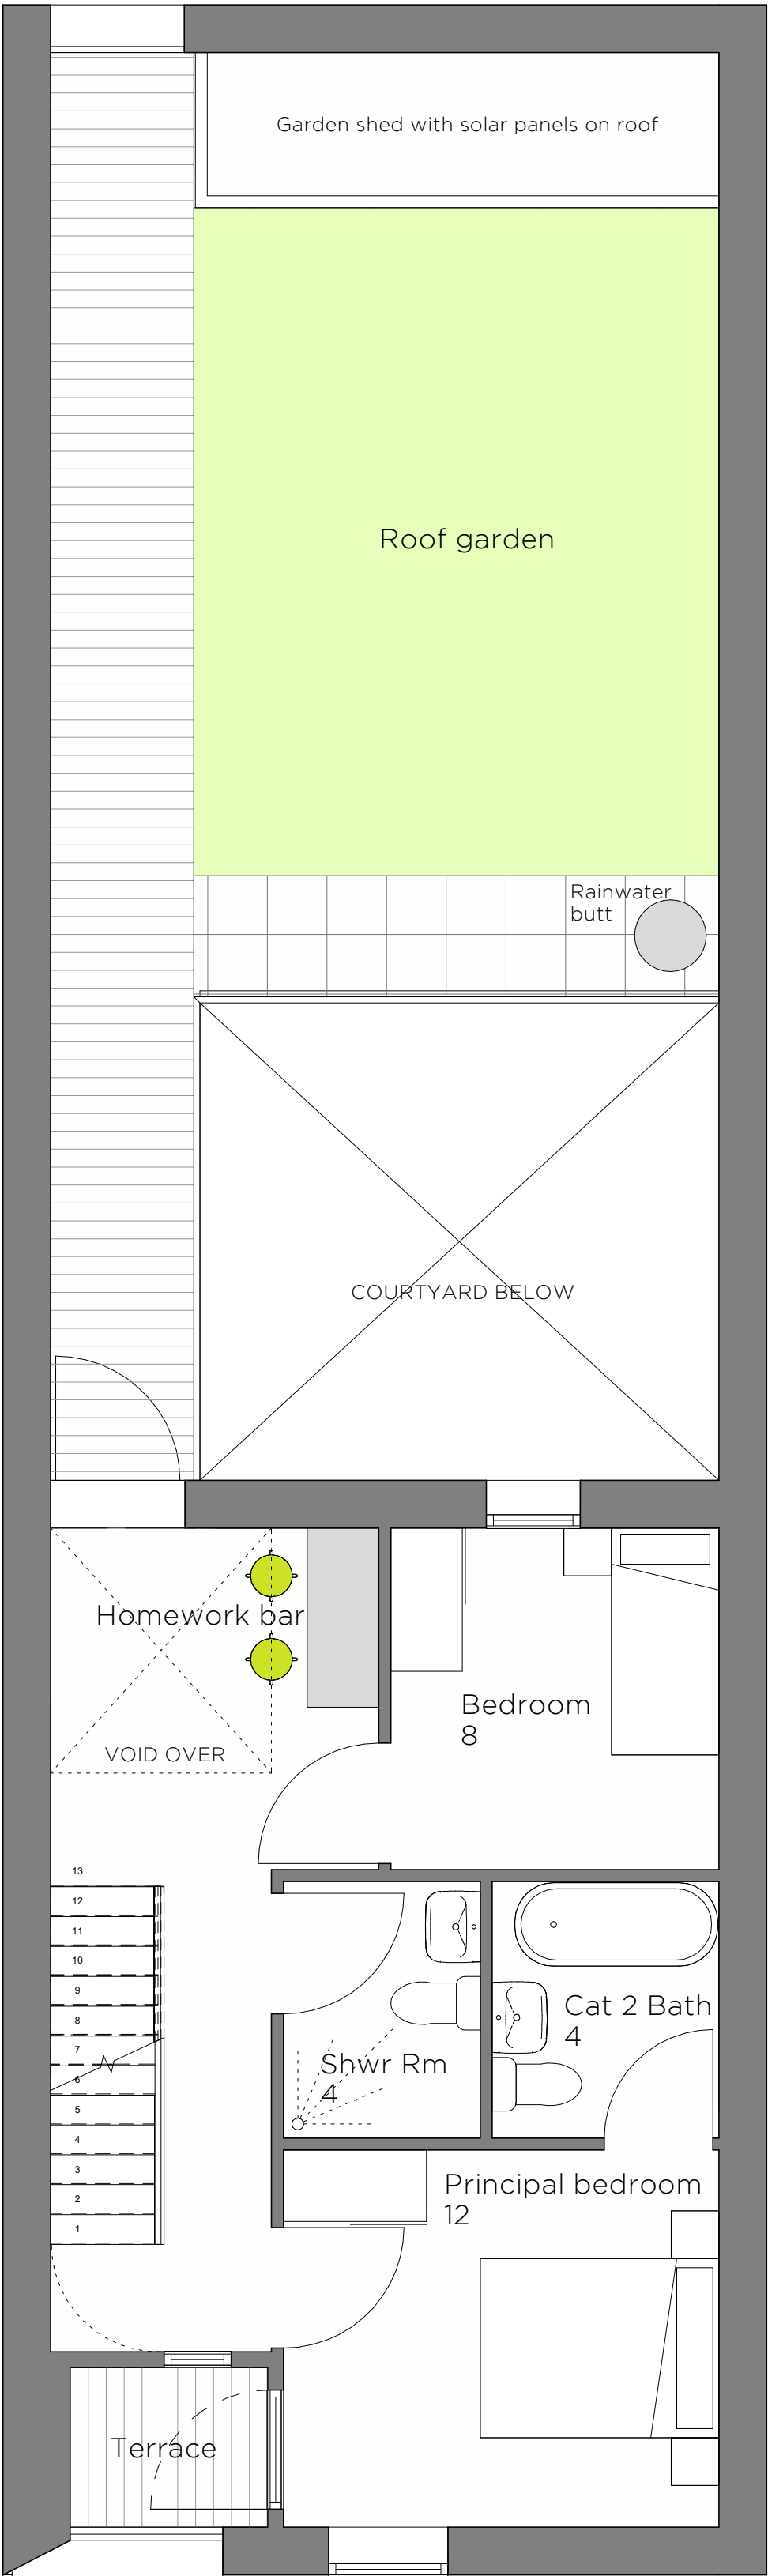 Garden shed with solar panels on roof
Roof garden
Rainwater
butt
COURTYARD BELOW
Homework bar
VOID OVER
Bedroom
8
13
12
11
10
9
8
7
6
5
4
3
2
1
Shwr Rm
4
Cat 2 Bath
4
Principal bedroom
12
Terrace